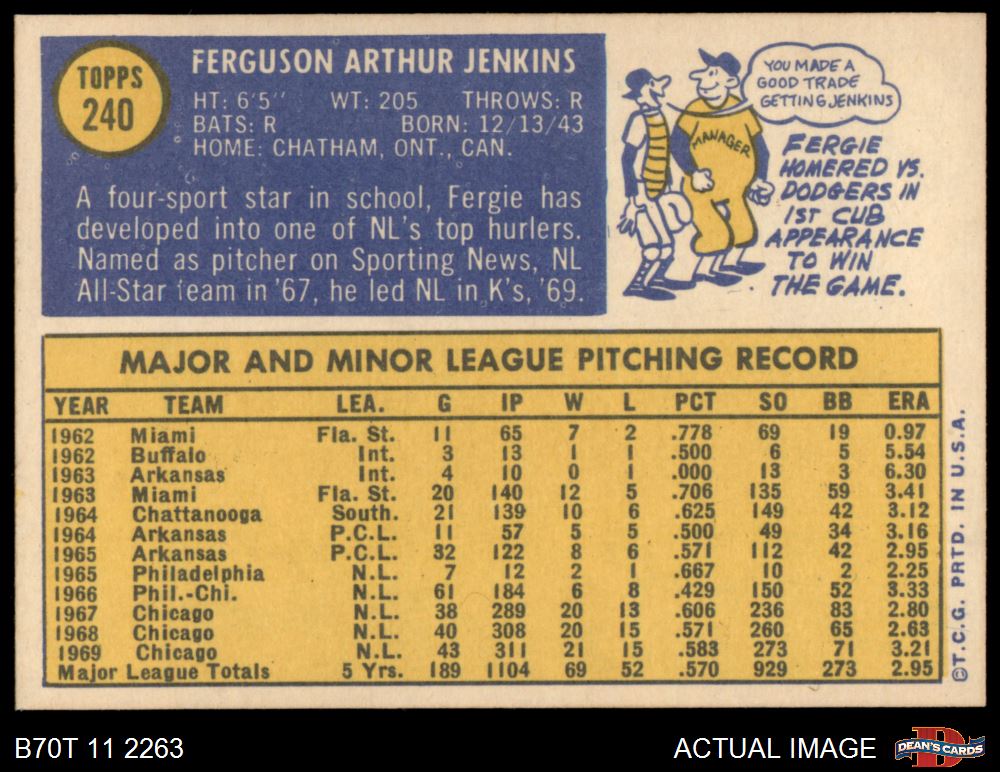 TOPPS
240
FERGUSON ARTHUR JENKINS
HT: 6'5" WT: 205 THROWS: R
BATS: R BORN: 12/13/43
HOME: CHATHAM, ONT., CAN.
A four-sport star in school, Fergie has
developed into one of NL's top hurlers.
Named as pitcher on Sporting News, NL
All-Star team in '67, he led NL in K's, '69.
YOU MADE A
GOOD TRADE
GETTING JENKINS
MANAGER
FERGIE
HOMERED VS.
DODGERS IN
1ST CUB
APPEARANCE
TO WIN
THE GAME.
MAJOR AND MINOR LEAGUE PITCHING RECORD
YEAR TEAM LEA. G IP W L PCT SO BB ERA
1962 Miami Fla. St. 11 65 7 2 .778 69 19 0.97
1962 Buffalo Int. 3 13 1 1 .500 6 5 5.54
1963 Arkansas Int. 4 10 0 1 .000 13 3 6.30
1963 Miami Fla. St. 20 140 12 5 .706 135 59 3.41
1964 Chattanooga South. 21 139 10 6 .625 149 42 3.12
1964 Arkansas P.C.L. 11 57 5 5 .500 49 34 3.16
1965 Arkansas P.C.L. 32 122 8 6 .571 112 42 2.95
1965 Philadelphia N.L. 7 12 2 1 .667 10 2 2.25
1966 Phil.-Chi. N.L. 61 184 6 8 .429 150 52 3.33
1967 Chicago N.L. 38 289 20 13 .606 236 83 2.80
1968 Chicago N.L. 40 308 20 15 .571 260 65 2.63
1969 Chicago N.L. 43 311 21 15 .583 273 71 3.21
Major League Totals 5 Yrs. 189 1104 69 52 .570 929 273 2.95
©T.C.G. PRTD. IN U.S.A.
B70T 11 2263
ACTUAL IMAGE
D
DEAN'S CARDS